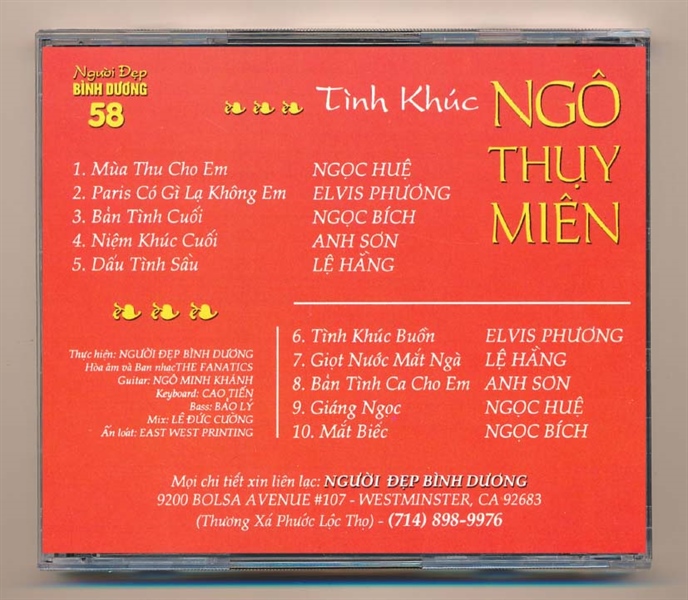 Người Đẹp
BÌNH DƯƠNG
58
Tình Khúc
NGÔ
THỤY
MIÊN
1. Mùa Thu Cho Em NGỌC HUỆ
2. Paris Có Gì Lạ Không Em ELVIS PHƯƠNG
3. Bản Tình Cuối NGỌC BÍCH
4. Niệm Khúc Cuối ANH SƠN
5. Dấu Tình Sầu LỆ HẰNG
6. Tình Khúc Buồn ELVIS PHƯƠNG
7. Giọt Nước Mắt Ngà LỆ HẰNG
8. Bản Tình Ca Cho Em ANH SƠN
9. Giáng Ngọc NGỌC HUỆ
10. Mắt Biếc NGỌC BÍCH
Thực hiện: NGƯỜI ĐẸP BÌNH DƯƠNG
Hòa âm và Ban nhạcTHE FANATICS
Guitar: NGÔ MINH KHÁNH
Keyboard: CAO TIẾN
Bass: BẢO LÝ
Mix: LÊ ĐỨC CƯỜNG
Ấn loát: EAST WEST PRINTING
Mọi chi tiết xin liên lạc: NGƯỜI ĐẸP BÌNH DƯƠNG
9200 BOLSA AVENUE #107 - WESTMINSTER, CA 92683
(Thương Xá Phước Lộc Thọ) - (714) 898-9976